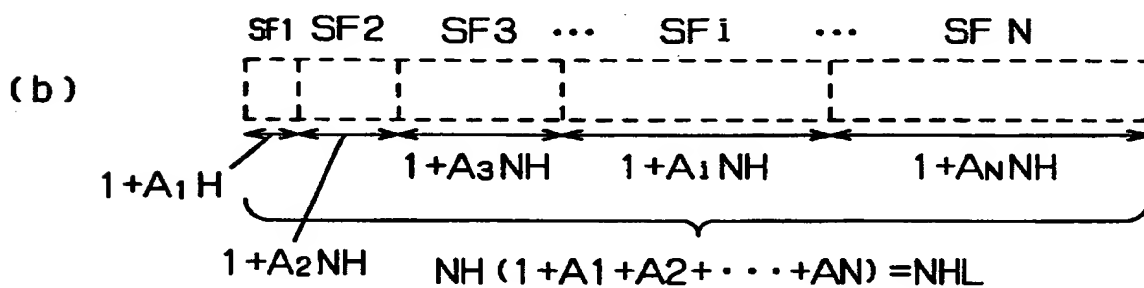 Sf1 SF2 SF3 ··· SFi ··· SF N
(b)
1+A3NH 1+AiNH 1+ANNH
1+A1H
1+A2NH NH(1+A1+A2+···+AN)=NHL